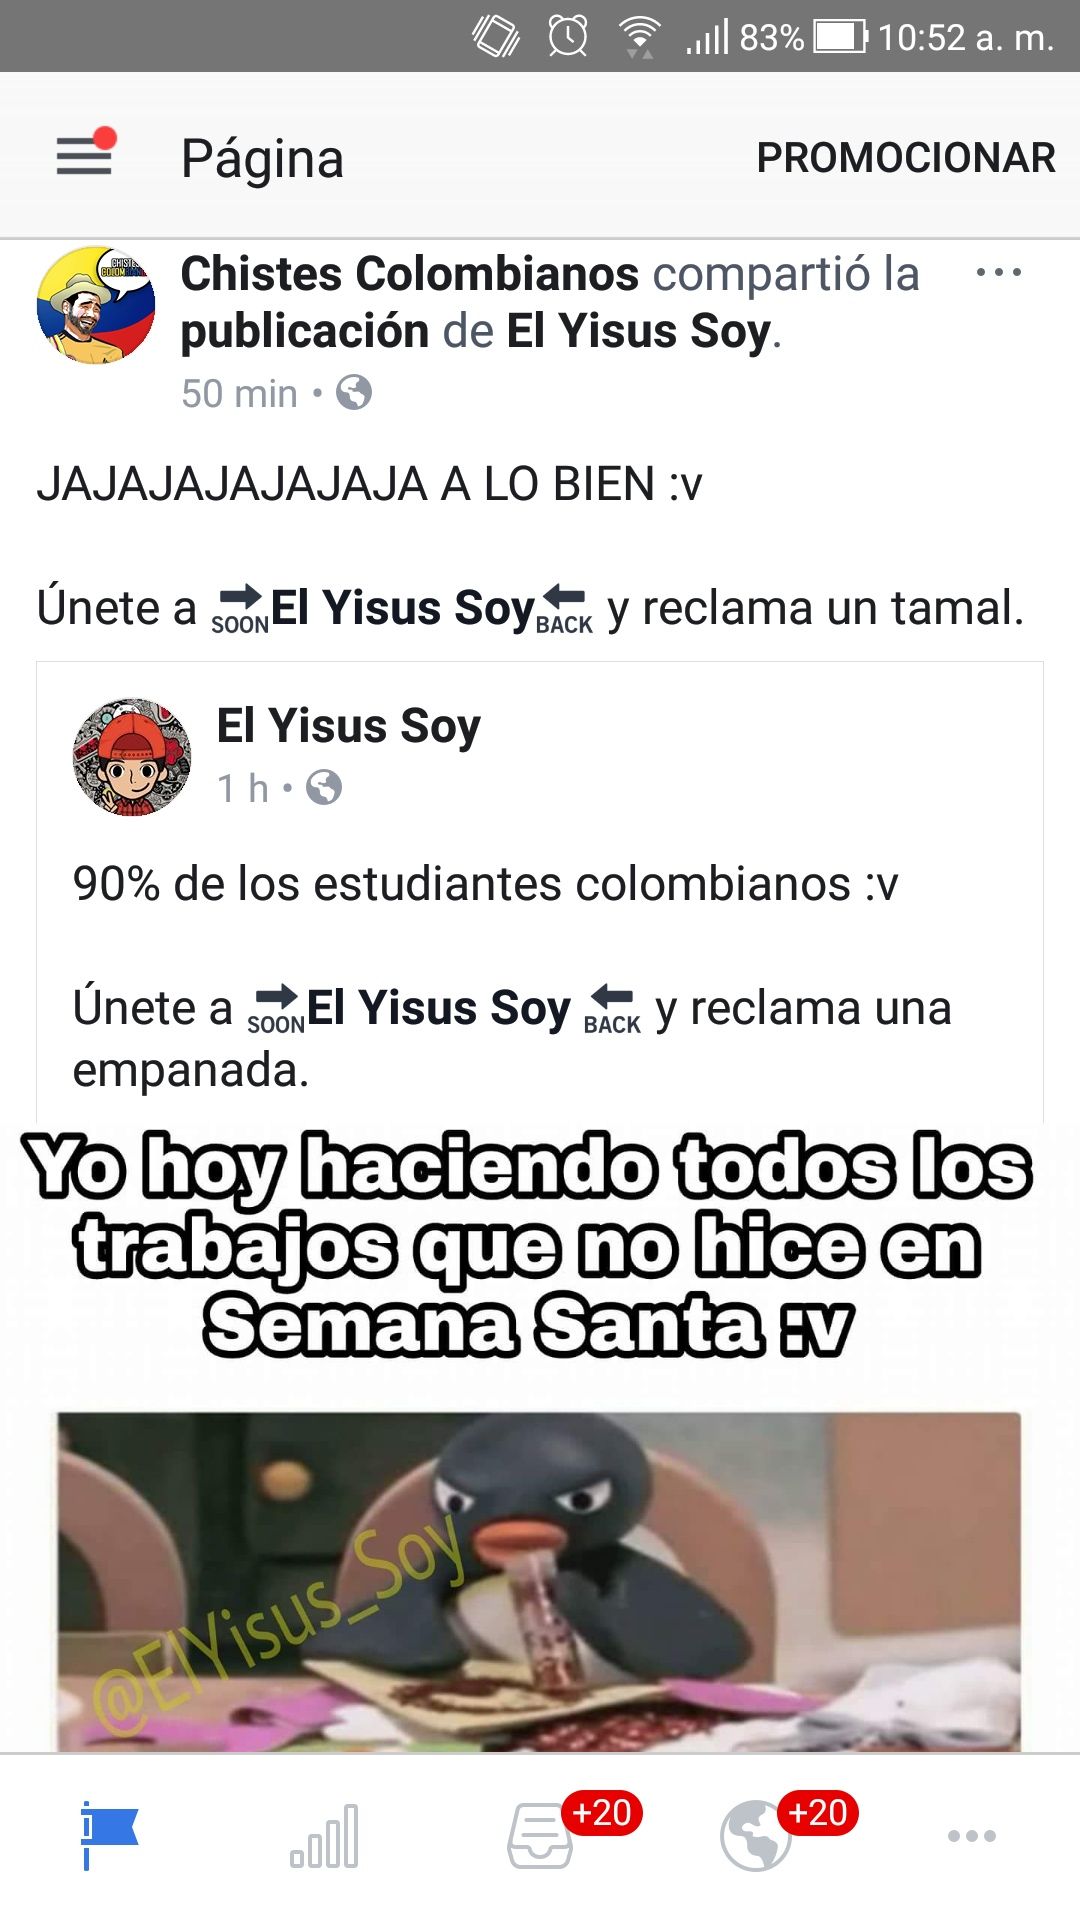 83% 10:52 a. m.
Página PROMOCIONAR
Chistes Colombianos compartió la
publicación de El Yisus Soy.
50 min •
JAJAJAJAJAJAJA A LO BIEN :v
Únete a SOON El Yisus Soy BACK y reclama un tamal.
El Yisus Soy
1 h •
90% de los estudiantes colombianos :v
Únete a SOON El Yisus Soy BACK y reclama una
empanada.
Yo hoy haciendo todos los
trabajos que no hice en
Semana Santa :v
@ElYisus_Soy
+20 +20